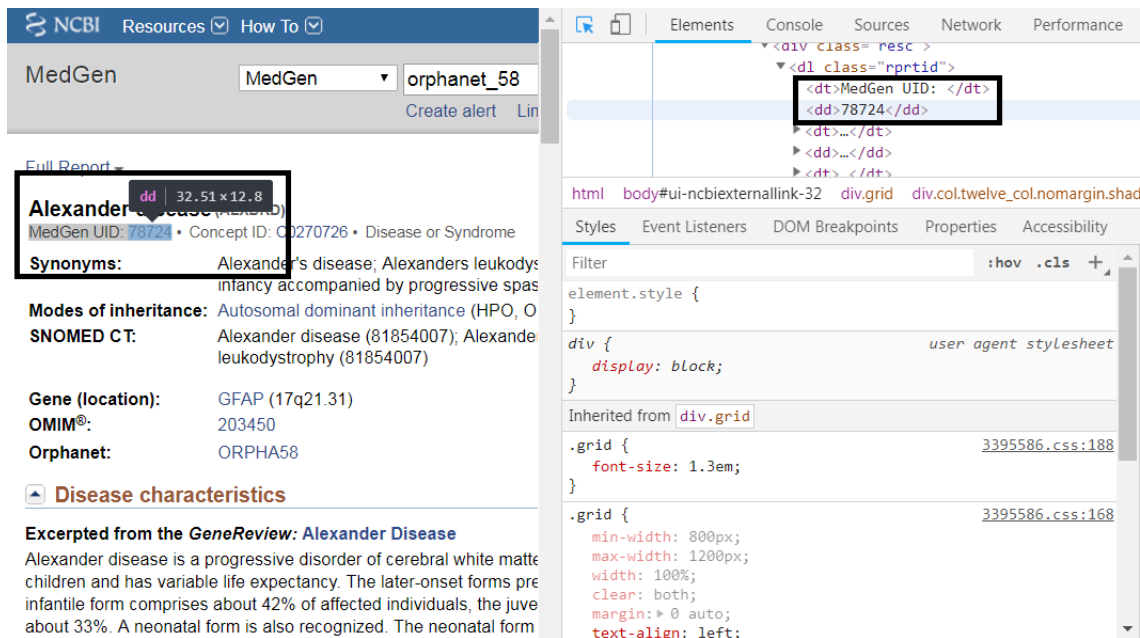 NCBI Resources How To
MedGen
MedGen orphanet_58
Create alert
Full Report
dd 32.51×12.8
Alexander disease (ALXDRD)
MedGen UID: 78724 • Concept ID: C0270726 • Disease or Syndrome
Synonyms: Alexander's disease; Alexanders leukodys
infancy accompanied by progressive spas
Modes of inheritance: Autosomal dominant inheritance (HPO, O
SNOMED CT: Alexander disease (81854007); Alexande
leukodystrophy (81854007)
Gene (location): GFAP (17q21.31)
OMIM®: 203450
Orphanet: ORPHA58
Disease characteristics
Excerpted from the GeneReview: Alexander Disease
Alexander disease is a progressive disorder of cerebral white matte
children and has variable life expectancy. The later-onset forms pre
infantile form comprises about 42% of affected individuals, the juve
about 33%. A neonatal form is also recognized. The neonatal form
Elements Console Sources Network Performance
<div class="resc">
<dl class="rprtid">
<dt>MedGen UID: </dt>
<dd>78724</dd>
<dt>…</dt>
<dd>…</dd>
<dt> </dt>
html body#ui-ncbiexternallink-32 div.grid div.col.twelve_col.nomargin.shad
Styles Event Listeners DOM Breakpoints Properties Accessibility
Filter :hov .cls +
element.style {
}
div { user agent stylesheet
display: block;
}
Inherited from div.grid
.grid { 3395586.css:188
font-size: 1.3em;
}
.grid { 3395586.css:168
min-width: 800px;
max-width: 1200px;
width: 100%;
clear: both;
margin: 0 auto;
text-align: left;